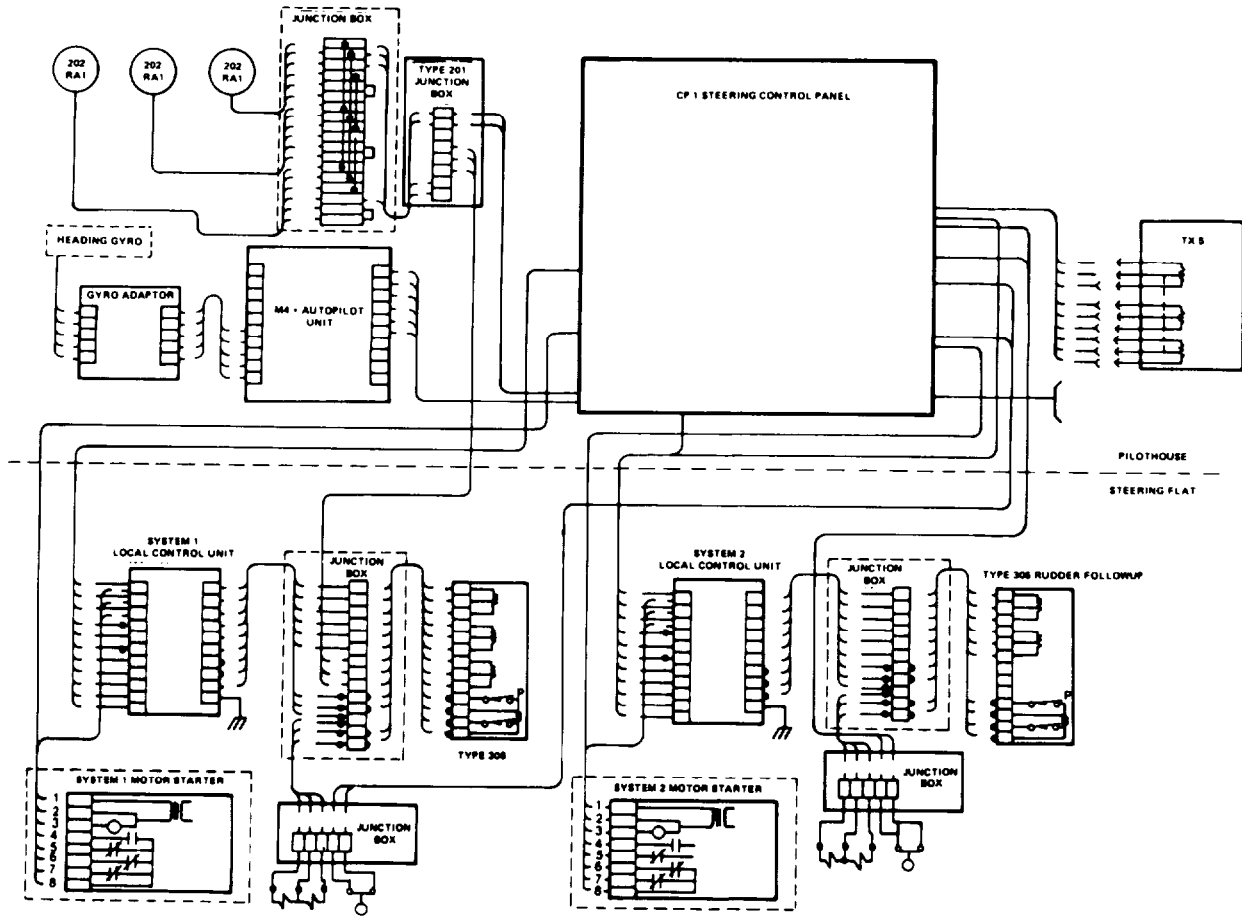 JUNCTION BOX
202
RA1
202
RA1
202
RA1
TYPE 201
JUNCTION
BOX
CP 1 STEERING CONTROL PANEL
HEADING GYRO
GYRO ADAPTOR
M4 - AUTOPILOT
UNIT
TX 5
PILOTHOUSE
STEERING FLAT
SYSTEM 1
LOCAL CONTROL UNIT
JUNCTION
BOX
P
TYPE 306
SYSTEM 2
LOCAL CONTROL UNIT
JUNCTION
BOX
TYPE 306 RUDDER FOLLOWUP
P
SYSTEM 1 MOTOR STARTER
1
2
3
4
5
6
7
8
JUNCTION
BOX
SYSTEM 2 MOTOR STARTER
1
2
3
4
5
6
7
8
JUNCTION
BOX